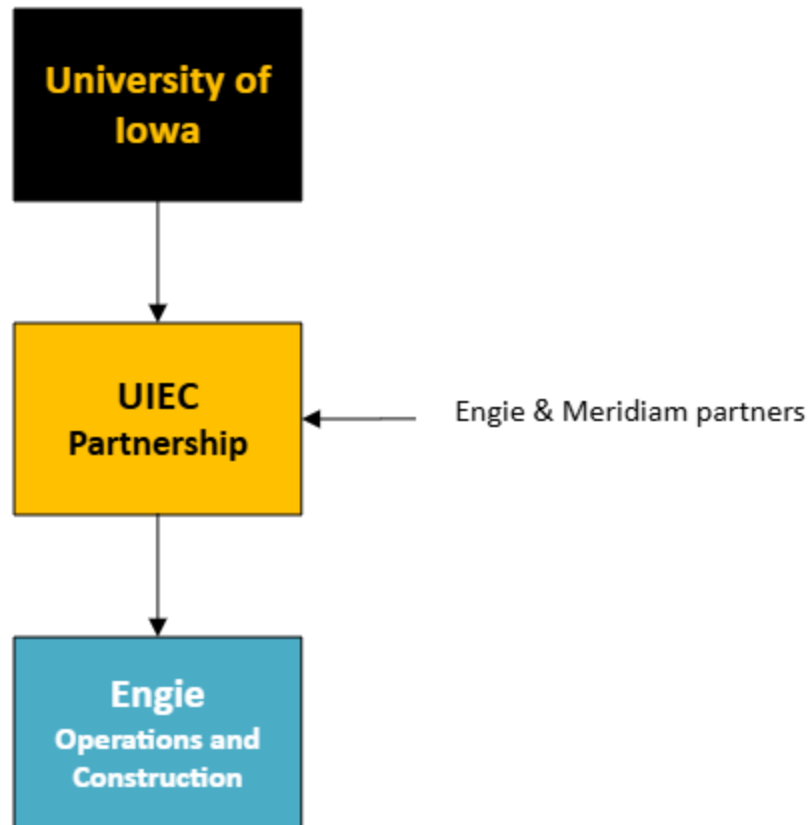 University of
Iowa
UIEC
Partnership
Engie & Meridiam partners
Engie
Operations and
Construction